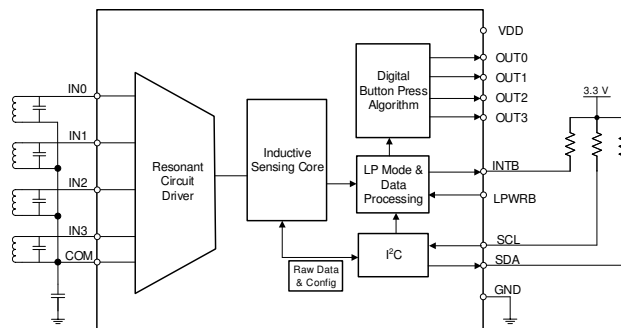 VDD
OUT0
OUT1
OUT2
OUT3
3.3 V
Digital
Button Press
Algorithm
IN0
IN1
IN2
IN3
COM
Resonant
Circuit
Driver
Inductive
Sensing Core
LP Mode &
Data
Processing
INTB
LPWRB
I²C
SCL
SDA
Raw Data
& Config
GND